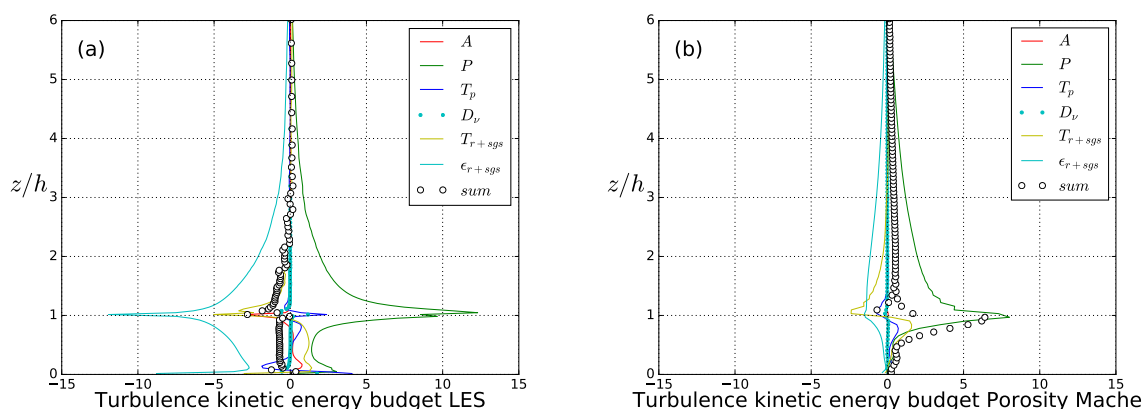 (a)
A
P
T_p
D_ν
T_{r+sgs}
ϵ_{r+sgs}
sum
z/h
6
5
4
3
2
1
0
−15 −10 −5 0 5 10 15
Turbulence kinetic energy budget LES
(b)
A
P
T_p
D_ν
T_{r+sgs}
ϵ_{r+sgs}
sum
z/h
6
5
4
3
2
1
0
−15 −10 −5 0 5 10 15
Turbulence kinetic energy budget Porosity Mache